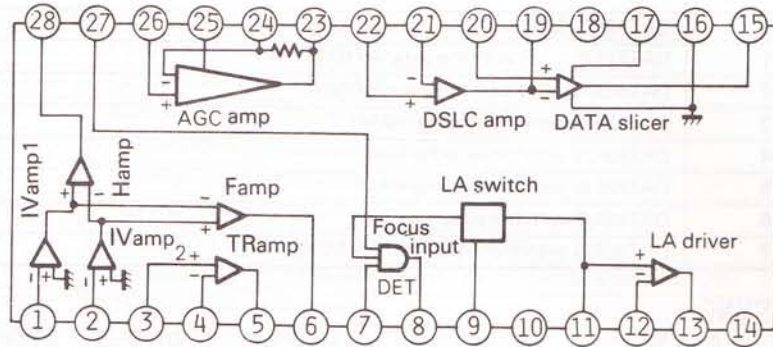 28 27 26 25 24 23 22 21 20 19 18 17 16 15
AGC amp
DSLC amp
DATA slicer
IVamp1
Hamp
Famp
LA switch
IVamp
TRamp
2+
Focus
input
DET
LA driver
1 2 3 4 5 6 7 8 9 10 11 12 13 14